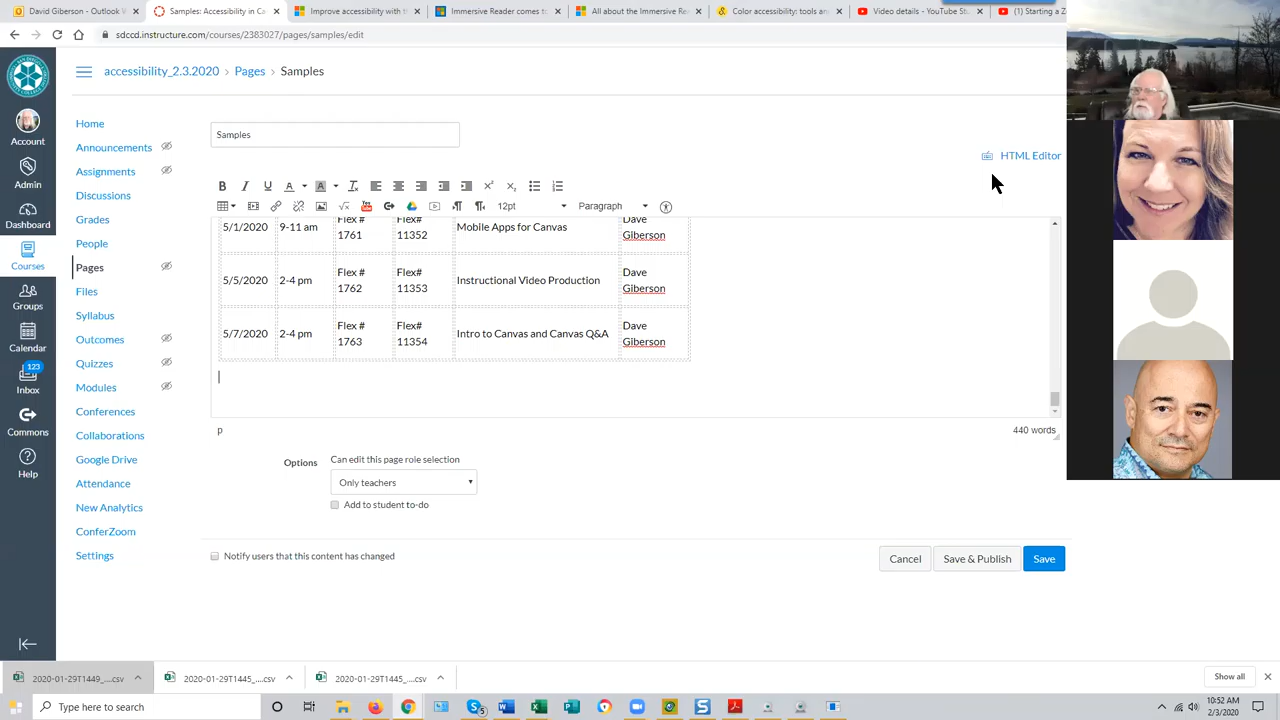 David Giberson - Outlook V
Samples: Accessibility in Ca
Improve accessibility with th
Immersive Reader comes to
All about the Immersive Rea
Color accessibility: tools an
Video details - YouTube Stu
(1) Starting a Z
sdccd.instructure.com/courses/2383027/pages/samples/edit
accessibility_2.3.2020 > Pages > Samples
Account
Admin
Dashboard
Courses
Groups
Calendar
123
Inbox
Commons
Help
Home
Announcements
Assignments
Discussions
Grades
People
Pages
Files
Syllabus
Outcomes
Quizzes
Modules
Conferences
Collaborations
Google Drive
Attendance
New Analytics
ConferZoom
Settings
Samples
HTML Editor
12pt
Paragraph
5/1/2020 9-11 am Flex # 1761 Flex # 11352 Mobile Apps for Canvas Dave Giberson
5/5/2020 2-4 pm Flex # 1762 Flex# 11353 Instructional Video Production Dave Giberson
5/7/2020 2-4 pm Flex # 1763 Flex# 11354 Intro to Canvas and Canvas Q&A Dave Giberson
p
440 words
Options
Can edit this page role selection
Only teachers
Add to student to-do
Notify users that this content has changed
Cancel
Save & Publish
Save
2020-01-29T1449_....csv
2020-01-29T1445_....csv
2020-01-29T1445_....csv
Show all
Type here to search
10:52 AM
2/3/2020